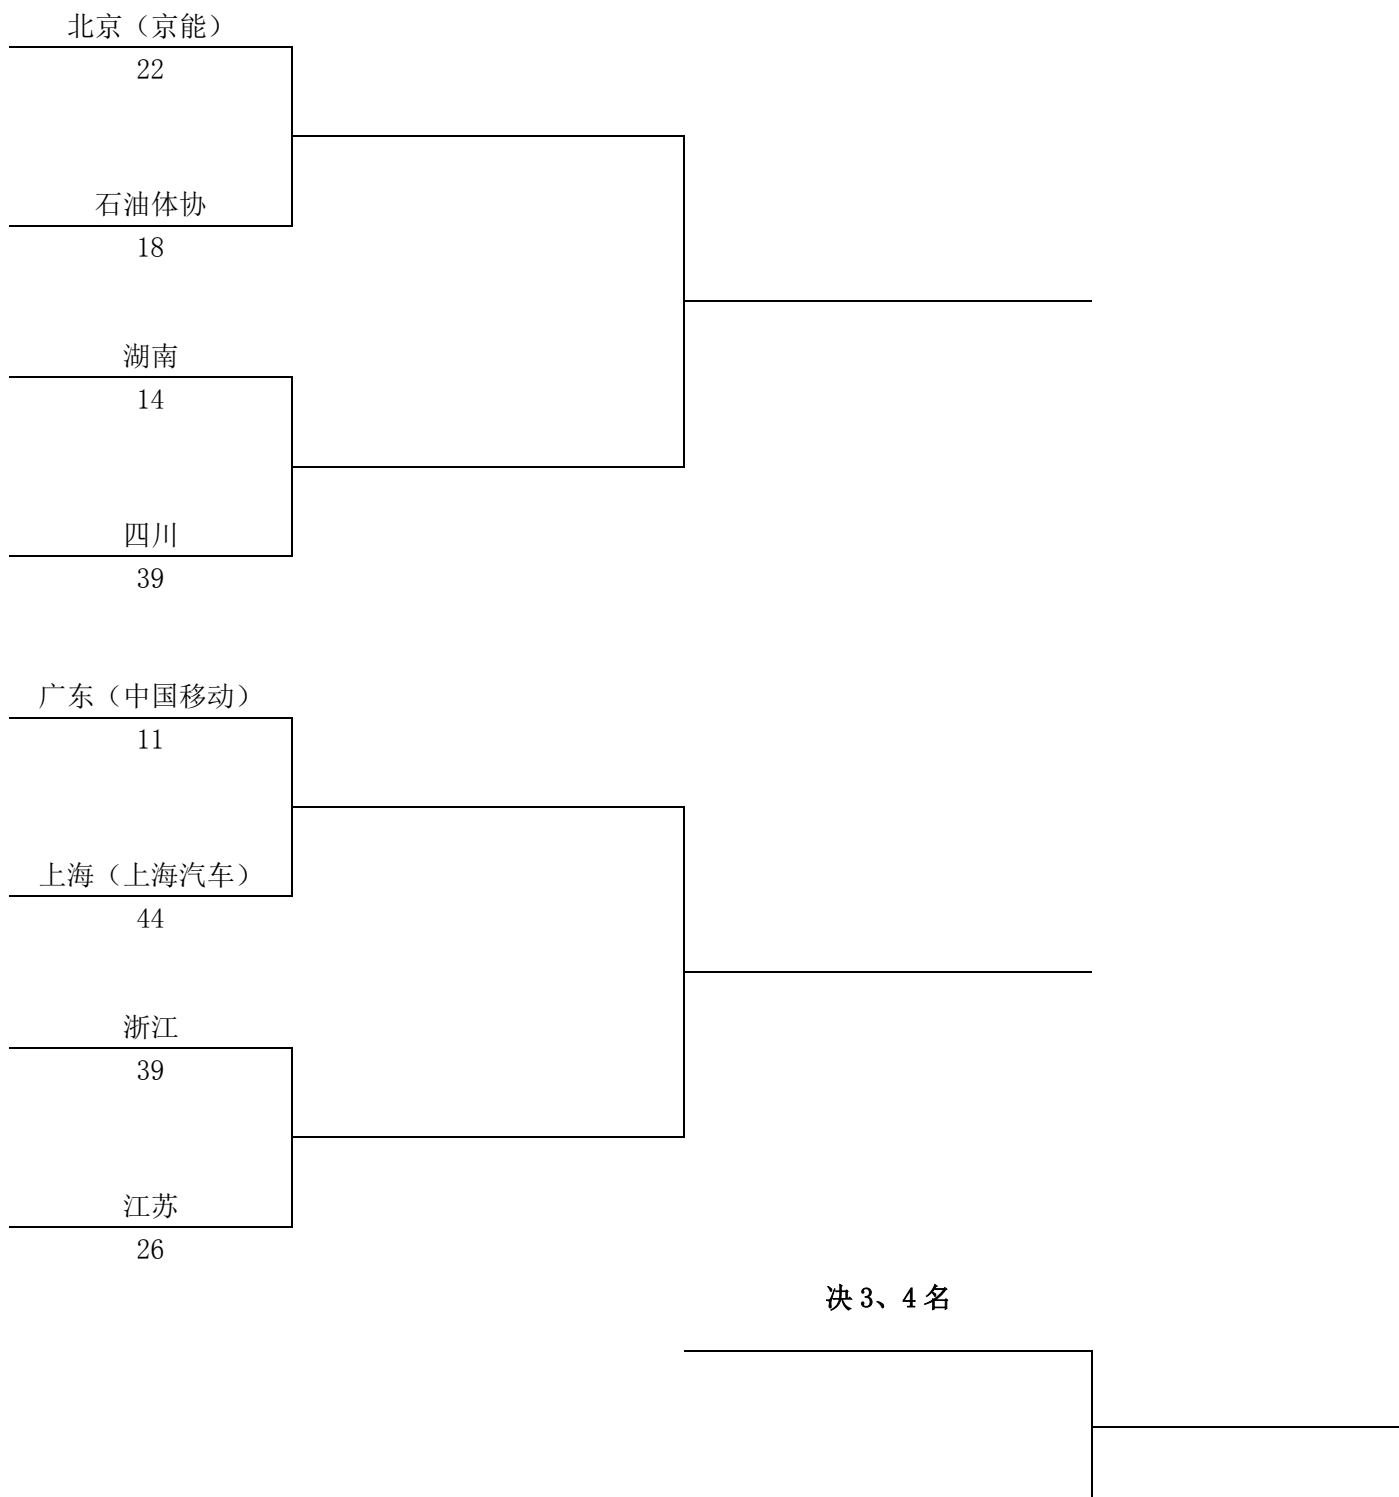 北京（京能）
22
石油体协
18
湖南
14
四川
39
广东（中国移动）
11
上海（上海汽车）
44
浙江
39
江苏
26
决 3、4 名